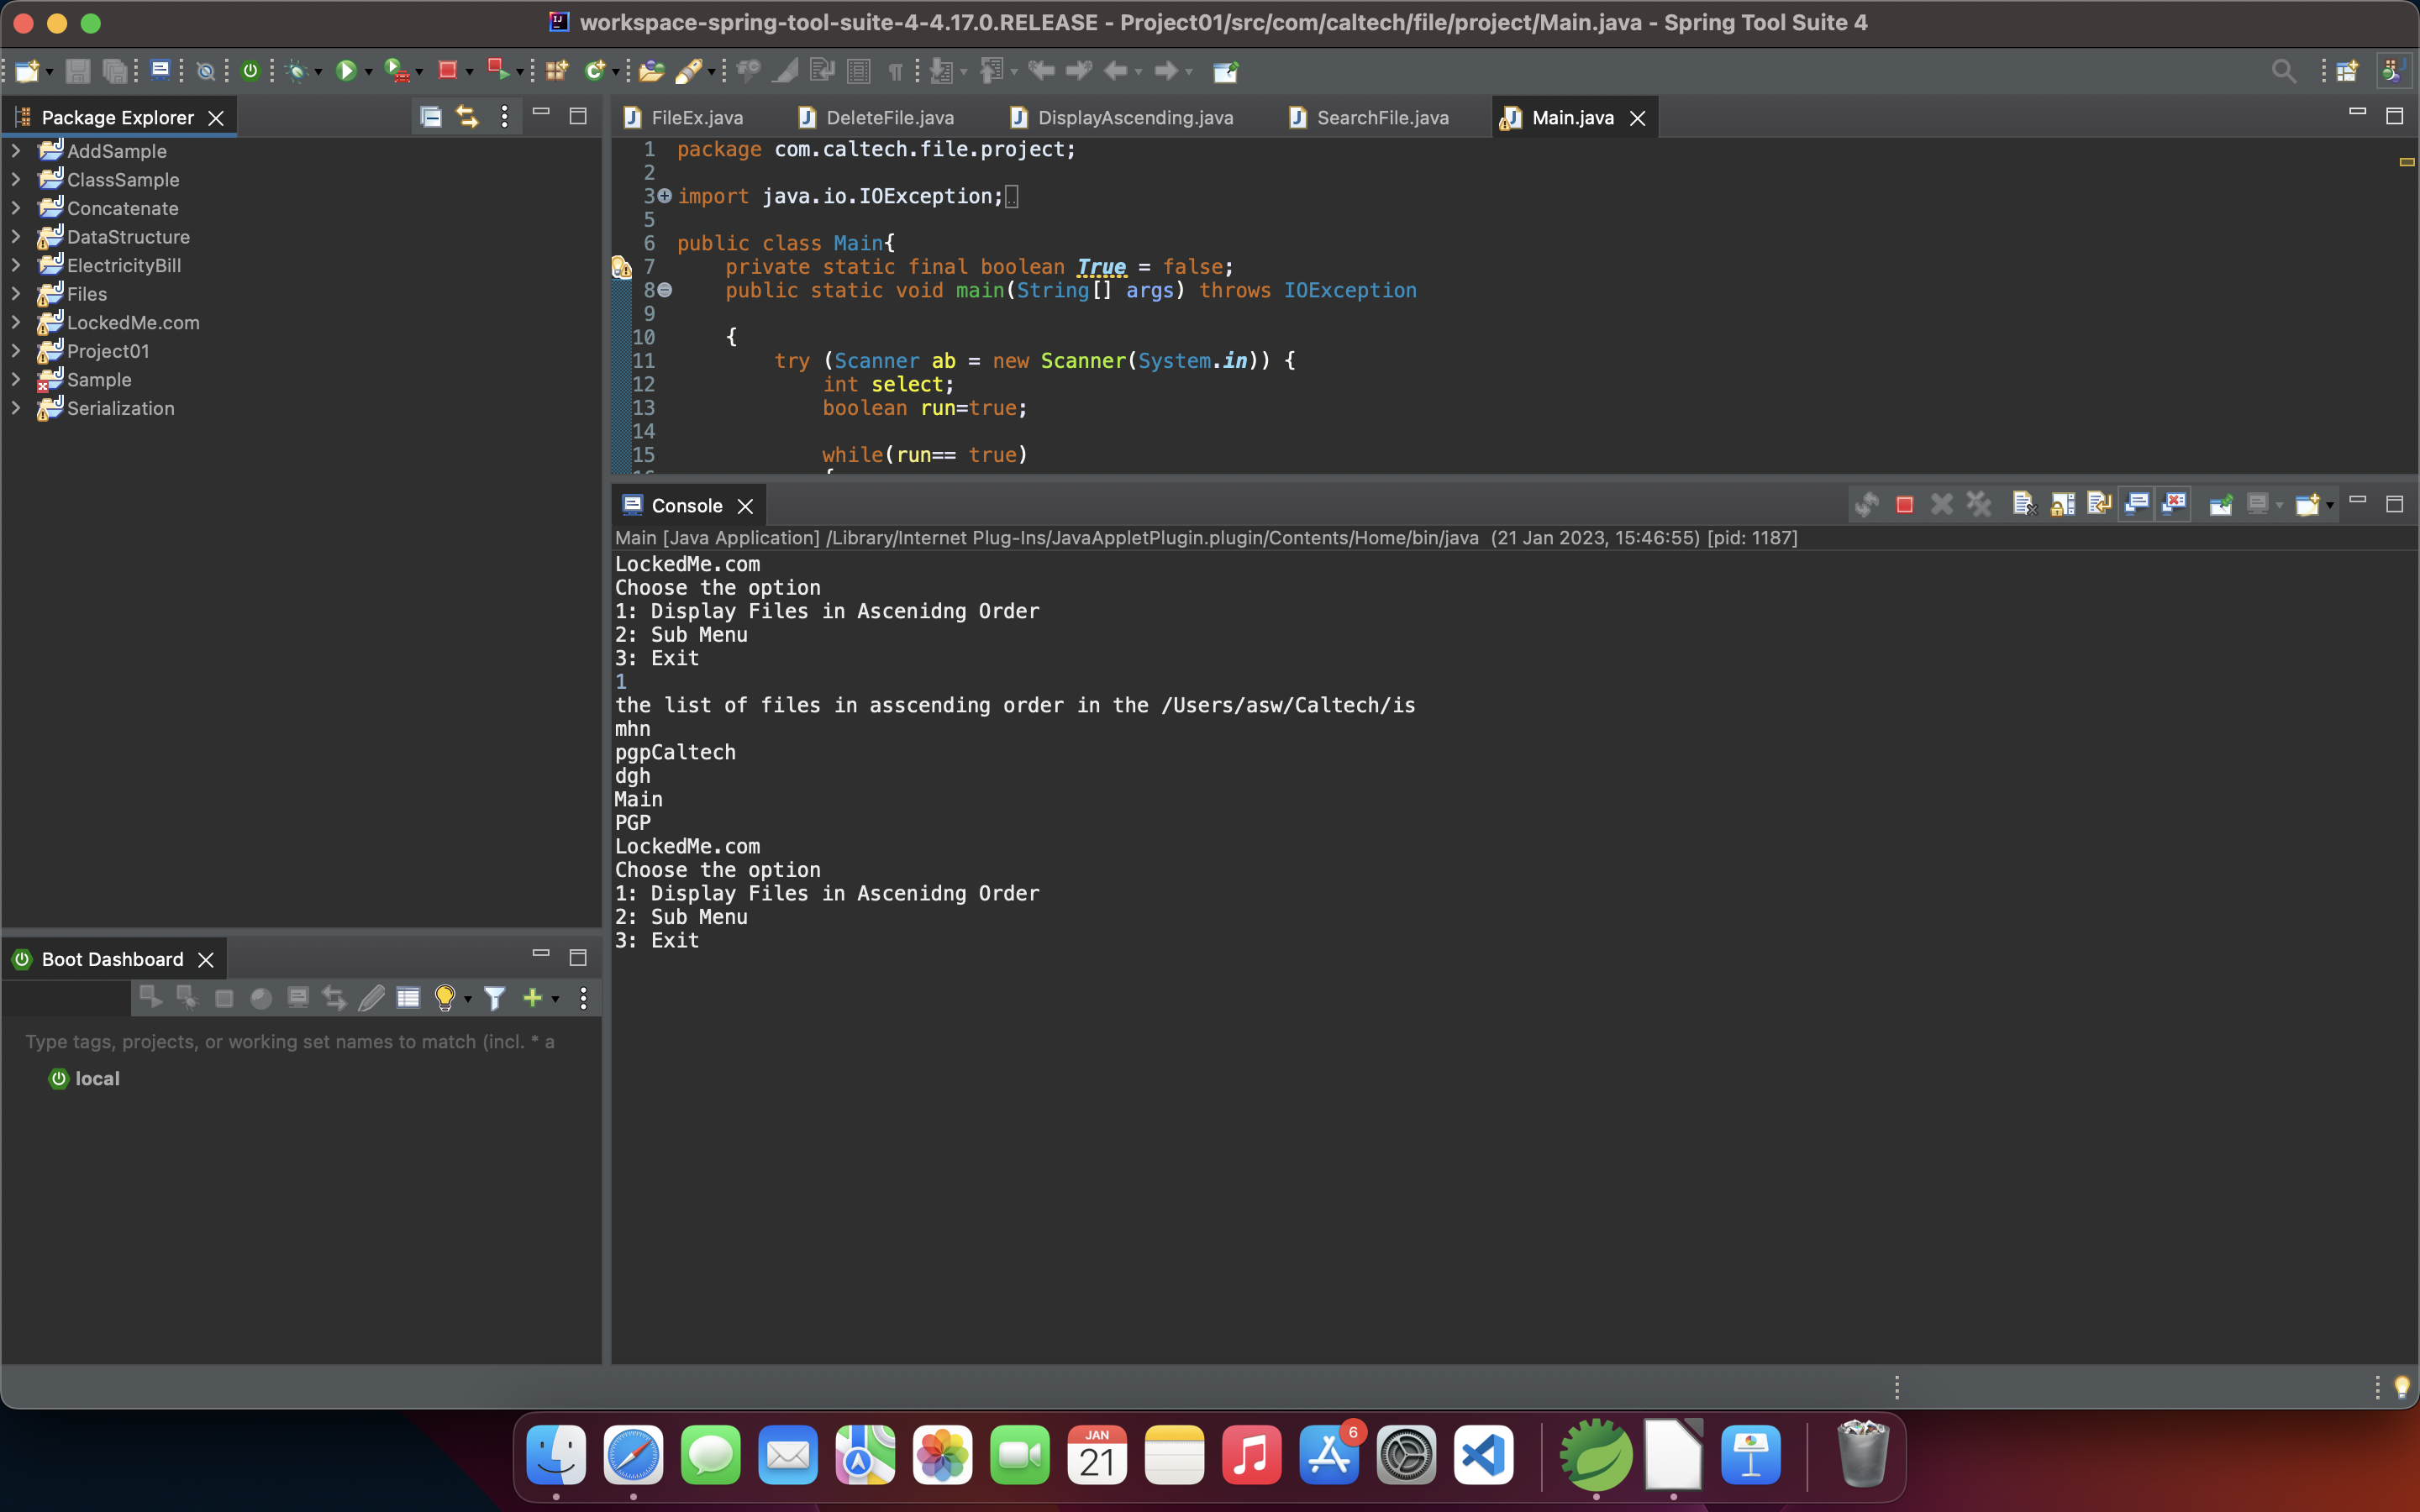 workspace-spring-tool-suite-4-4.17.0.RELEASE - Project01/src/com/caltech/file/project/Main.java - Spring Tool Suite 4
Package Explorer
AddSample
ClassSample
Concatenate
DataStructure
ElectricityBill
Files
LockedMe.com
Project01
Sample
Serialization
FileEx.java
DeleteFile.java
DisplayAscending.java
SearchFile.java
Main.java
1 package com.caltech.file.project;
2
3 import java.io.IOException;
5
6 public class Main{
7 private static final boolean True = false;
8 public static void main(String[] args) throws IOException
9
10 {
11 try (Scanner ab = new Scanner(System.in)) {
12 int select;
13 boolean run=true;
14
15 while(run== true)
Console
Main [Java Application] /Library/Internet Plug-Ins/JavaAppletPlugin.plugin/Contents/Home/bin/java (21 Jan 2023, 15:46:55) [pid: 1187]
LockedMe.com
Choose the option
1: Display Files in Ascenidng Order
2: Sub Menu
3: Exit
1
the list of files in asscending order in the /Users/asw/Caltech/is
mhn
pgpCaltech
dgh
Main
PGP
LockedMe.com
Choose the option
1: Display Files in Ascenidng Order
2: Sub Menu
3: Exit
Boot Dashboard
Type tags, projects, or working set names to match (incl. * a
local
JAN
21
6